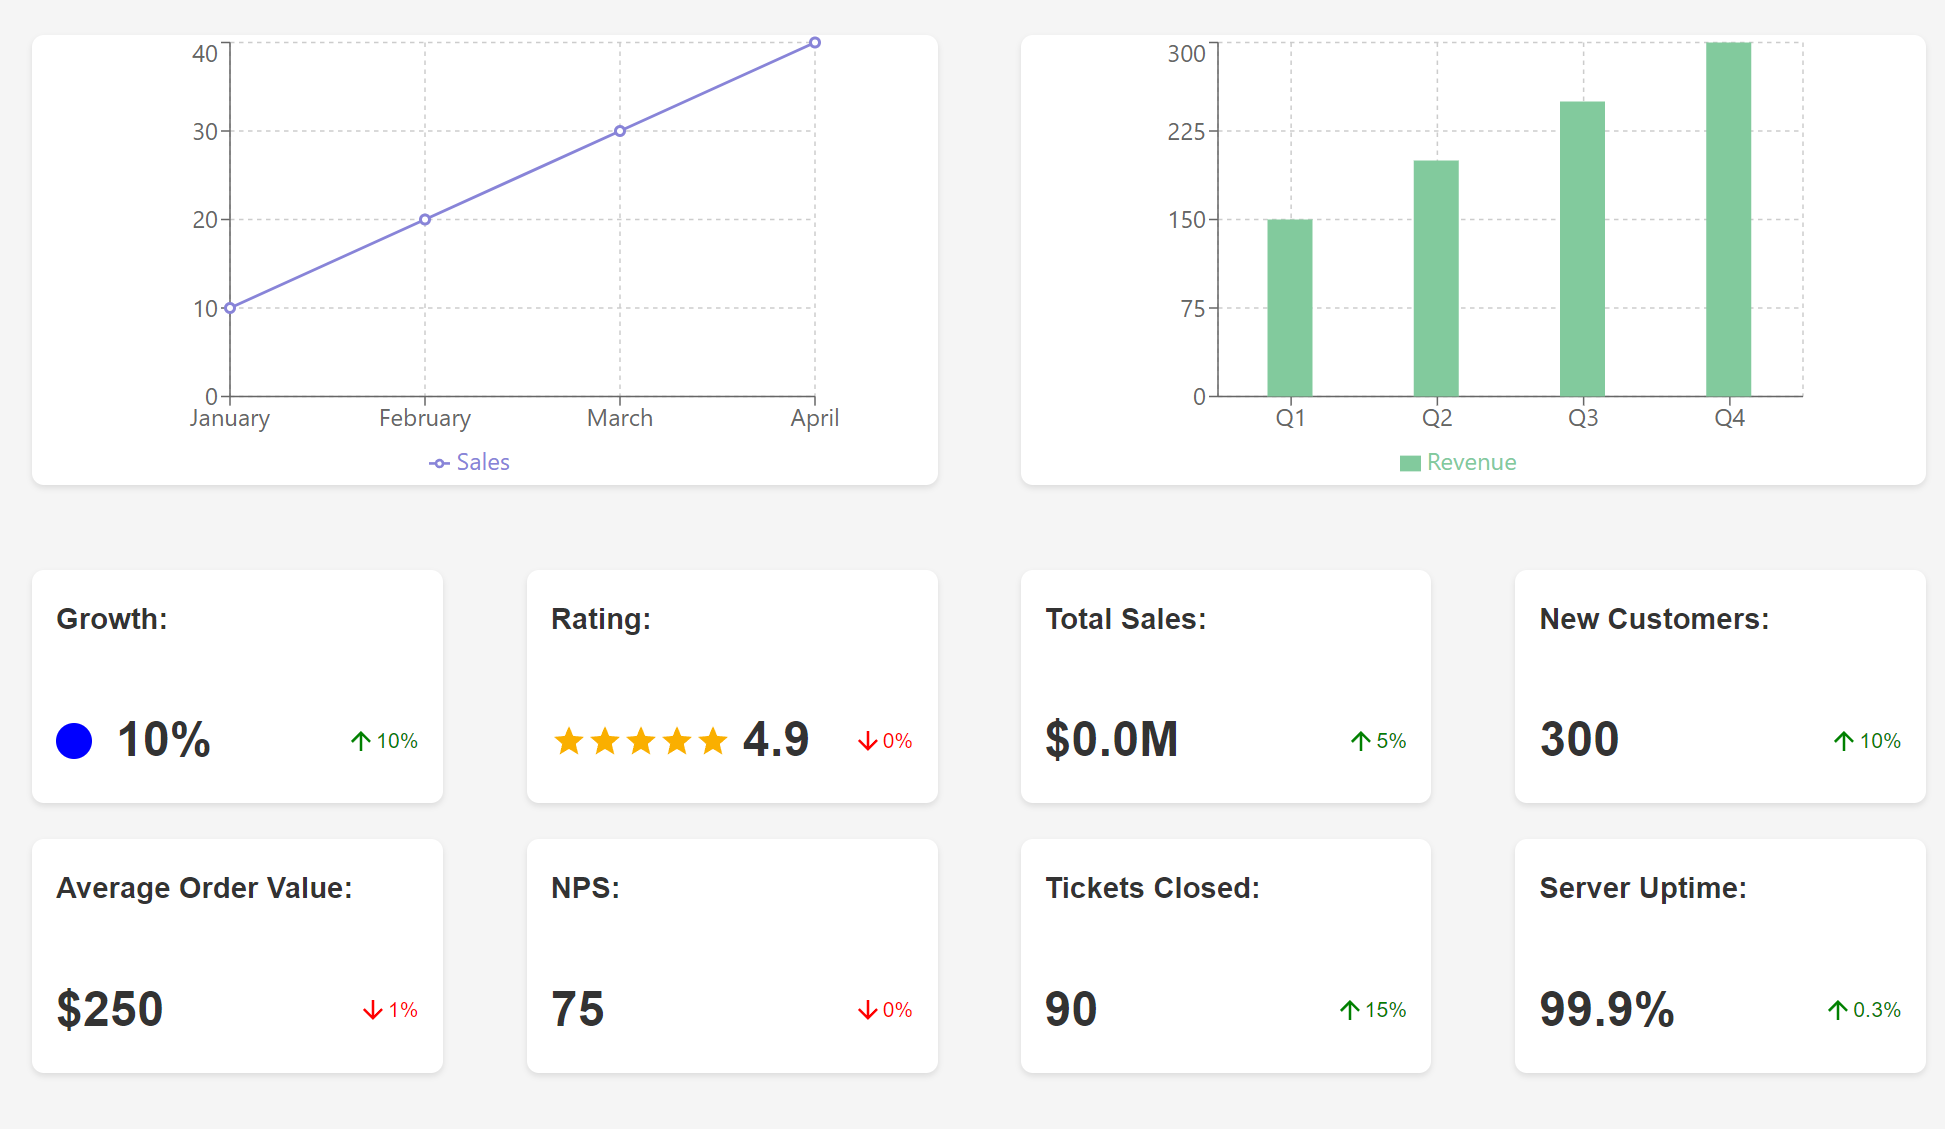 40
30
20
10
0
January February March April
Sales
300
225
150
75
0
Q1 Q2 Q3 Q4
Revenue
Growth:
10% 10%
Rating:
4.9 0%
Total Sales:
$0.0M 5%
New Customers:
300 10%
Average Order Value:
$250 1%
NPS:
75 0%
Tickets Closed:
90 15%
Server Uptime:
99.9% 0.3%